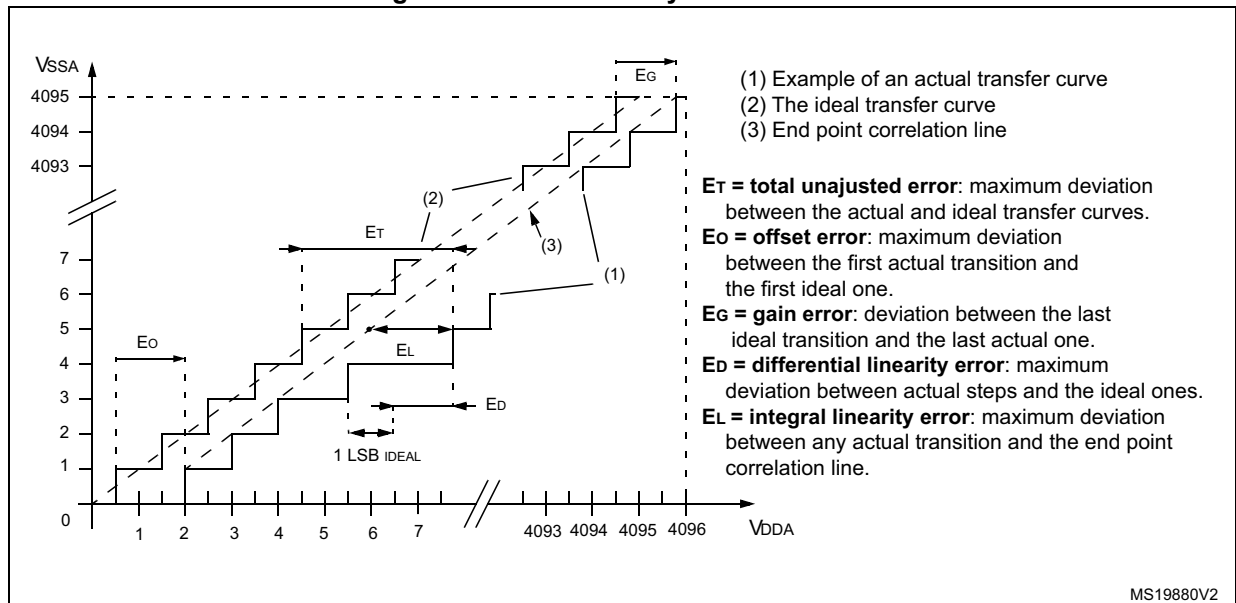 VSSA
EG
4095
4094
4093
(1) Example of an actual transfer curve
(2) The ideal transfer curve
(3) End point correlation line
ET = total unajusted error: maximum deviation
between the actual and ideal transfer curves.
EO = offset error: maximum deviation
between the first actual transition and
the first ideal one.
EG = gain error: deviation between the last
ideal transition and the last actual one.
ED = differential linearity error: maximum
deviation between actual steps and the ideal ones.
EL = integral linearity error: maximum deviation
between any actual transition and the end point
correlation line.
(2)
ET
(3)
(1)
7
6
5
EO
EL
4
3
ED
2
1 LSB IDEAL
1
0
1 2 3 4 5 6 7 4093 4094 4095 4096 VDDA
MS19880V2